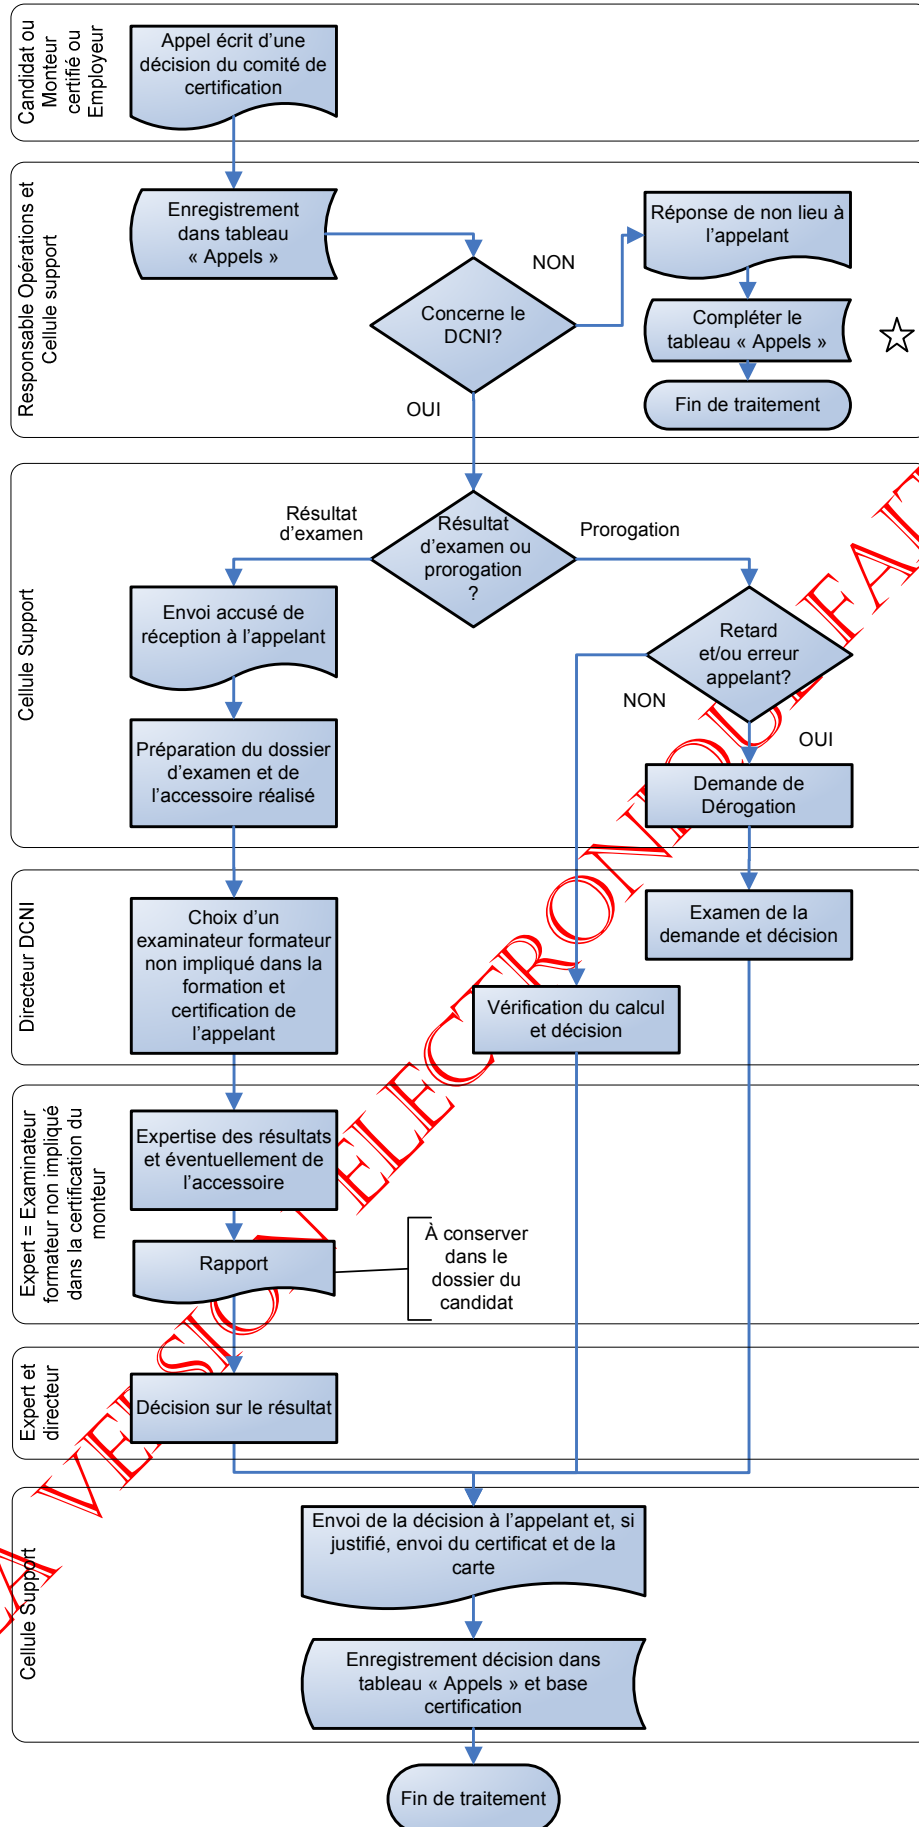 Candidat ou
Monteur
certifié ou
Employeur
Appel écrit d'une
décision du comité de
certification
Responsable Opérations et
Cellule support
Enregistrement
dans tableau
« Appels »
Concerne le
DCNI?
NON
OUI
Réponse de non lieu à
l'appelant
Compléter le
tableau « Appels »
Fin de traitement
Cellule Support
Résultat
d'examen
Résultat
d'examen ou
prorogation
?
Prorogation
Envoi accusé de
réception à l'appelant
Retard
et/ou erreur
appelant?
NON
OUI
Préparation du dossier
d'examen et de
l'accessoire réalisé
Demande de
Dérogation
Directeur DCNI
Choix d'un
examinateur formateur
non impliqué dans la
formation et
certification de
l'appelant
Examen de la
demande et décision
Vérification du calcul
et décision
Expert = Examinateur
formateur non impliqué
dans la certification du
monteur
Expertise des résultats
et éventuellement de
l'accessoire
Rapport
À conserver
dans le
dossier du
candidat
Expert et
directeur
Décision sur le résultat
Cellule Support
Envoi de la décision à l'appelant et, si
justifié, envoi du certificat et de la
carte
Enregistrement décision dans
tableau « Appels » et base
certification
Fin de traitement
VERSION ELECTRONIQUE FAIT